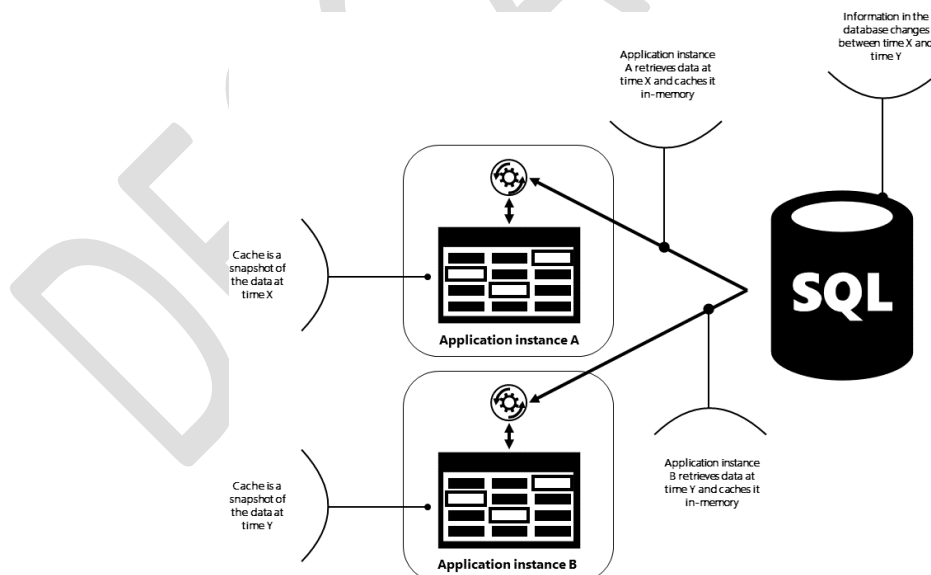 Information in the
database changes
between time X and
time Y
Application instance
A retrieves data at
time X and caches it
in-memory
Cache is a
snapshot of
the data at
time X
SQL
Application instance A
Cache is a
snapshot of
the data at
time Y
Application instance
B retrieves data at
time Y and caches it
in-memory
Application instance B